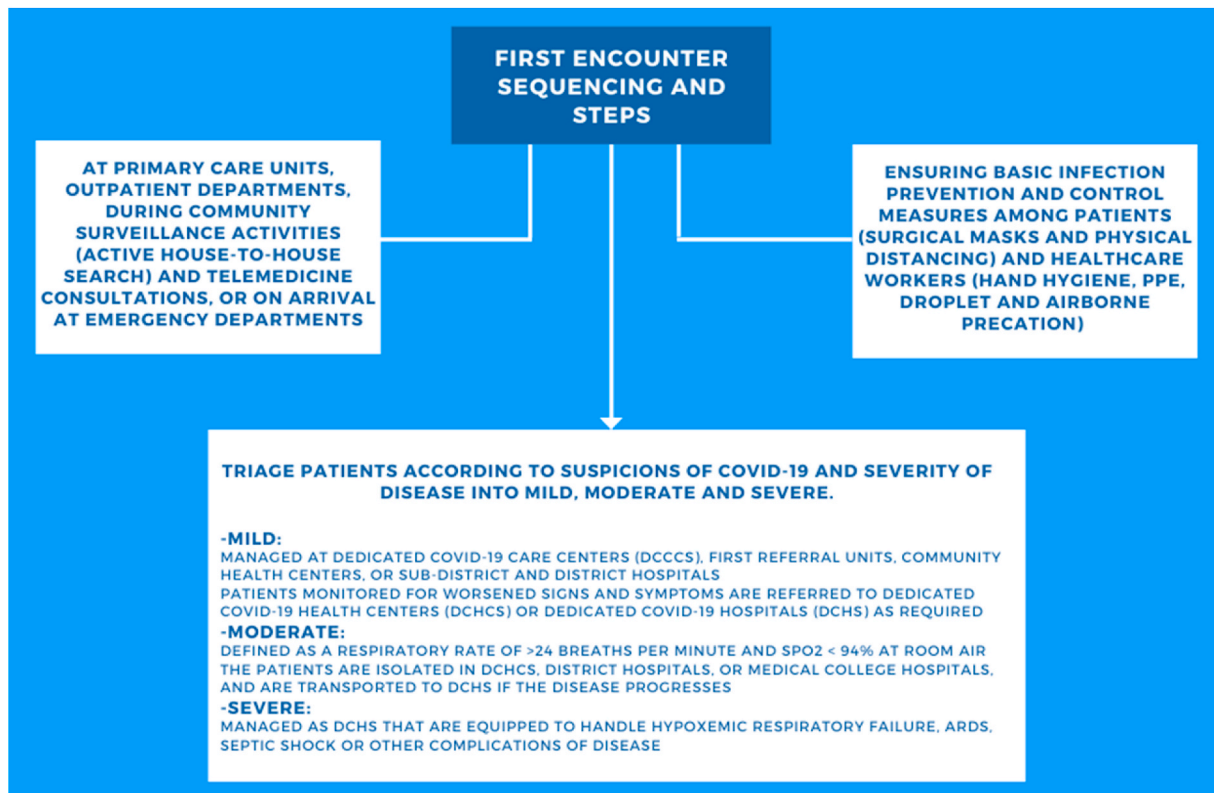 FIRST ENCOUNTER
SEQUENCING AND
STEPS
AT PRIMARY CARE UNITS,
OUTPATIENT DEPARTMENTS,
DURING COMMUNITY
SURVEILLANCE ACTIVITIES
(ACTIVE HOUSE-TO-HOUSE
SEARCH) AND TELEMEDICINE
CONSULTATIONS, OR ON ARRIVAL
AT EMERGENCY DEPARTMENTS
ENSURING BASIC INFECTION
PREVENTION AND CONTROL
MEASURES AMONG PATIENTS
(SURGICAL MASKS AND PHYSICAL
DISTANCING) AND HEALTHCARE
WORKERS (HAND HYGIENE, PPE,
DROPLET AND AIRBORNE
PRECATION)
TRIAGE PATIENTS ACCORDING TO SUSPICIONS OF COVID-19 AND SEVERITY OF
DISEASE INTO MILD, MODERATE AND SEVERE.
-MILD:
MANAGED AT DEDICATED COVID-19 CARE CENTERS (DCCCS), FIRST REFERRAL UNITS, COMMUNITY
HEALTH CENTERS, OR SUB-DISTRICT AND DISTRICT HOSPITALS
PATIENTS MONITORED FOR WORSENED SIGNS AND SYMPTOMS ARE REFERRED TO DEDICATED
COVID-19 HEALTH CENTERS (DCHCS) OR DEDICATED COVID-19 HOSPITALS (DCHS) AS REQUIRED
-MODERATE:
DEFINED AS A RESPIRATORY RATE OF >24 BREATHS PER MINUTE AND SPO2 < 94% AT ROOM AIR
THE PATIENTS ARE ISOLATED IN DCHCS, DISTRICT HOSPITALS, OR MEDICAL COLLEGE HOSPITALS,
AND ARE TRANSPORTED TO DCHS IF THE DISEASE PROGRESSES
-SEVERE:
MANAGED AS DCHS THAT ARE EQUIPPED TO HANDLE HYPOXEMIC RESPIRATORY FAILURE, ARDS,
SEPTIC SHOCK OR OTHER COMPLICATIONS OF DISEASE